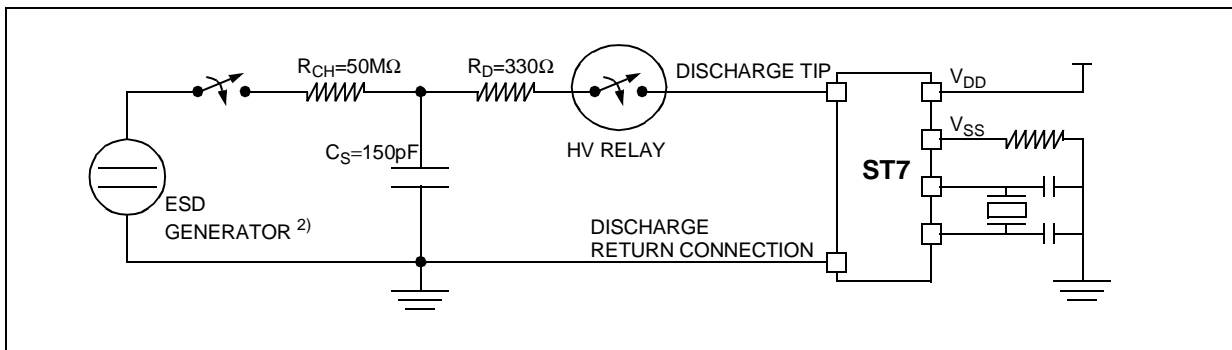 R_CH=50MΩ
R_D=330Ω
DISCHARGE TIP
V_DD
V_SS
HV RELAY
C_S=150pF
ST7
ESD
GENERATOR 2)
DISCHARGE
RETURN CONNECTION